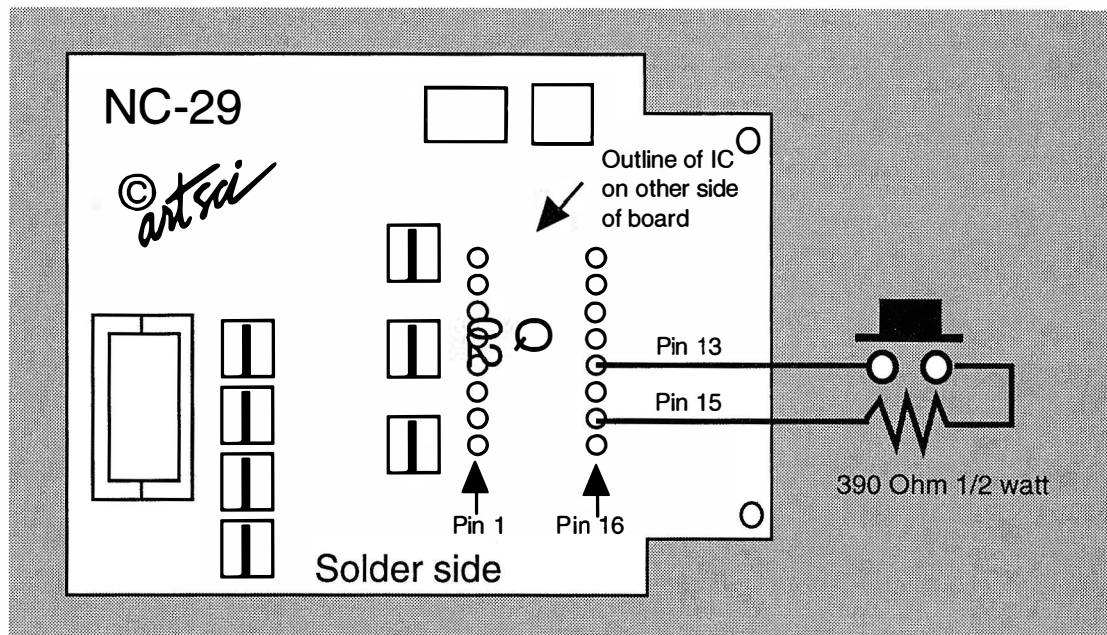 NC-29
© artsci
Outline of IC
on other side
of board
Q
C2
Pin 13
Pin 15
390 Ohm 1/2 watt
Pin 1
Pin 16
Solder side